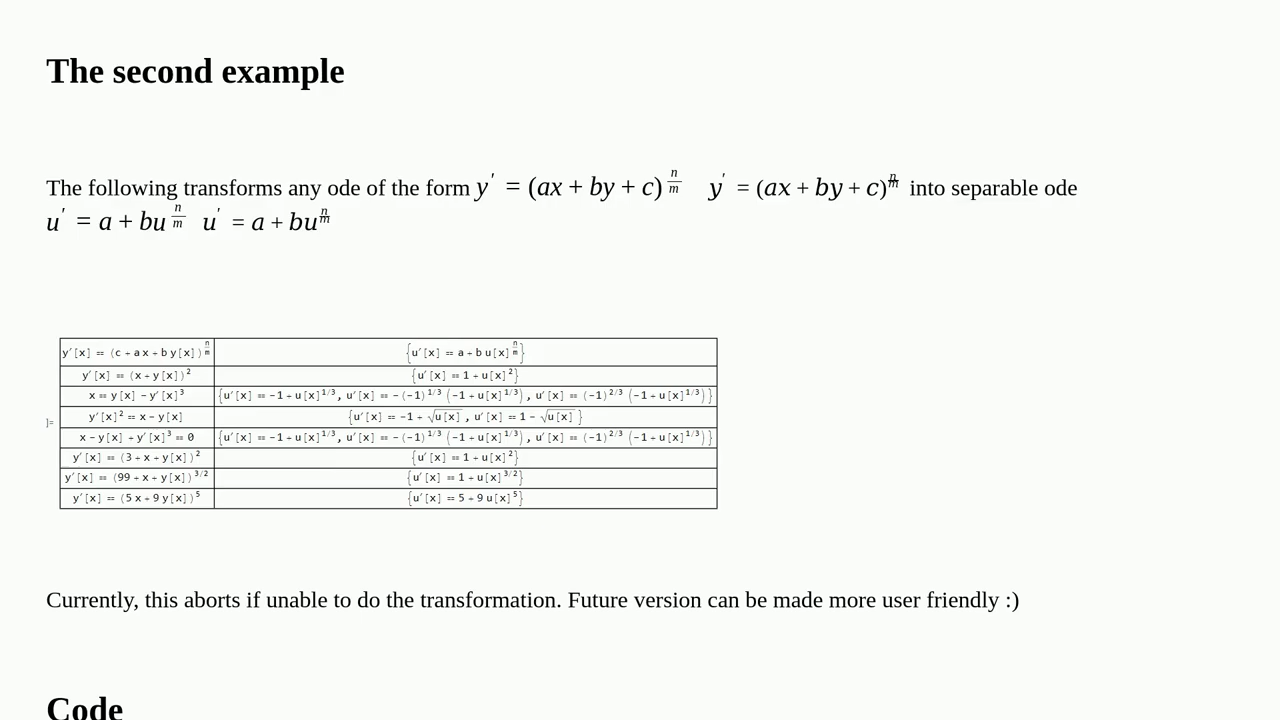 The second example
The following transforms any ode of the form y′ = (ax + by + c)^(n/m) y′ = (ax + by + c)^(n/m) into separable ode
u′ = a + bu^(n/m) u′ = a + bu^(n/m)
y′[x] == (c + a x + b y[x])^(n/m) {u′[x] == a + b u[x]^(n/m)}
y′[x] == (x + y[x])^2 {u′[x] == 1 + u[x]^2}
x == y[x] - y′[x]^3 {u′[x] == -1 + u[x]^(1/3), u′[x] == -(-1)^(1/3) (-1 + u[x]^(1/3)), u′[x] == (-1)^(2/3) (-1 + u[x]^(1/3))}
]= y′[x]^2 == x - y[x] {u′[x] == -1 + √u[x], u′[x] == 1 - √u[x]}
x - y[x] + y′[x]^3 == 0 {u′[x] == -1 + u[x]^(1/3), u′[x] == -(-1)^(1/3) (-1 + u[x]^(1/3)), u′[x] == (-1)^(2/3) (-1 + u[x]^(1/3))}
y′[x] == (3 + x + y[x])^2 {u′[x] == 1 + u[x]^2}
y′[x] == (99 + x + y[x])^(3/2) {u′[x] == 1 + u[x]^(3/2)}
y′[x] == (5 x + 9 y[x])^5 {u′[x] == 5 + 9 u[x]^5}
Currently, this aborts if unable to do the transformation. Future version can be made more user friendly :)
Code